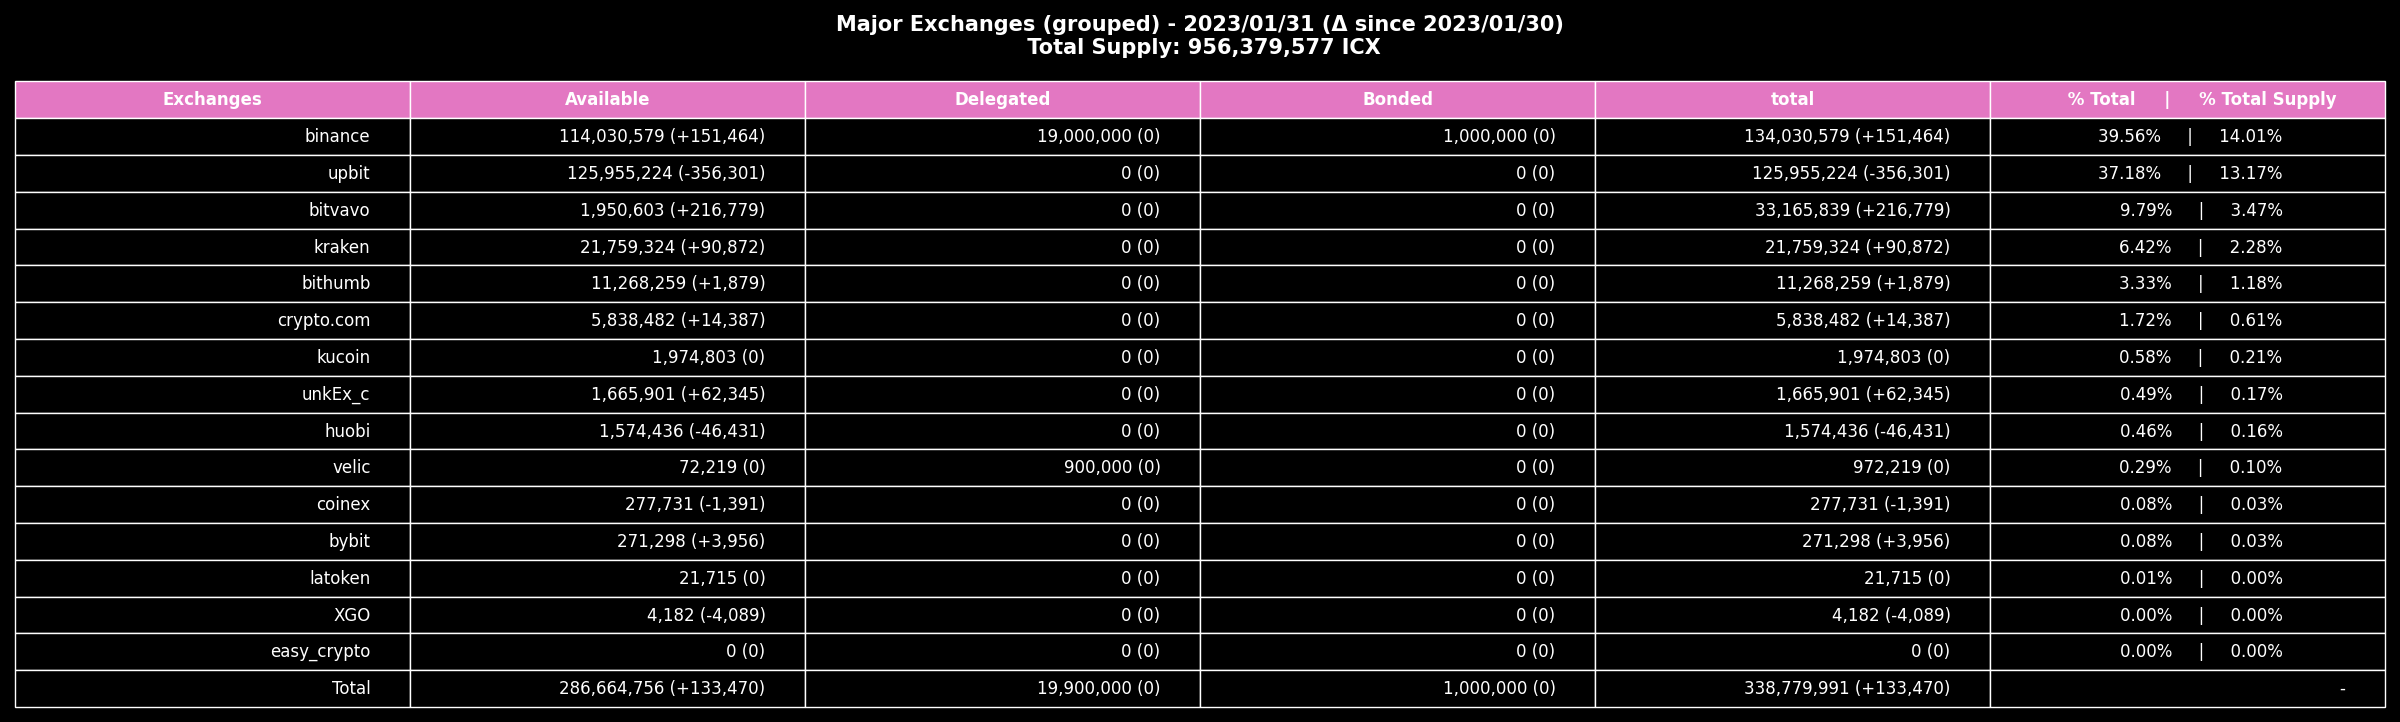 Major Exchanges (grouped) - 2023/01/31 (Δ since 2023/01/30)
Total Supply: 956,379,577 ICX
Exchanges Available Delegated Bonded total % Total | % Total Supply
binance 114,030,579 (+151,464) 19,000,000 (0) 1,000,000 (0) 134,030,579 (+151,464) 39.56% | 14.01%
upbit 125,955,224 (-356,301) 0 (0) 0 (0) 125,955,224 (-356,301) 37.18% | 13.17%
bitvavo 1,950,603 (+216,779) 0 (0) 0 (0) 33,165,839 (+216,779) 9.79% | 3.47%
kraken 21,759,324 (+90,872) 0 (0) 0 (0) 21,759,324 (+90,872) 6.42% | 2.28%
bithumb 11,268,259 (+1,879) 0 (0) 0 (0) 11,268,259 (+1,879) 3.33% | 1.18%
crypto.com 5,838,482 (+14,387) 0 (0) 0 (0) 5,838,482 (+14,387) 1.72% | 0.61%
kucoin 1,974,803 (0) 0 (0) 0 (0) 1,974,803 (0) 0.58% | 0.21%
unkEx_c 1,665,901 (+62,345) 0 (0) 0 (0) 1,665,901 (+62,345) 0.49% | 0.17%
huobi 1,574,436 (-46,431) 0 (0) 0 (0) 1,574,436 (-46,431) 0.46% | 0.16%
velic 72,219 (0) 900,000 (0) 0 (0) 972,219 (0) 0.29% | 0.10%
coinex 277,731 (-1,391) 0 (0) 0 (0) 277,731 (-1,391) 0.08% | 0.03%
bybit 271,298 (+3,956) 0 (0) 0 (0) 271,298 (+3,956) 0.08% | 0.03%
latoken 21,715 (0) 0 (0) 0 (0) 21,715 (0) 0.01% | 0.00%
XGO 4,182 (-4,089) 0 (0) 0 (0) 4,182 (-4,089) 0.00% | 0.00%
easy_crypto 0 (0) 0 (0) 0 (0) 0 (0) 0.00% | 0.00%
Total 286,664,756 (+133,470) 19,900,000 (0) 1,000,000 (0) 338,779,991 (+133,470) -